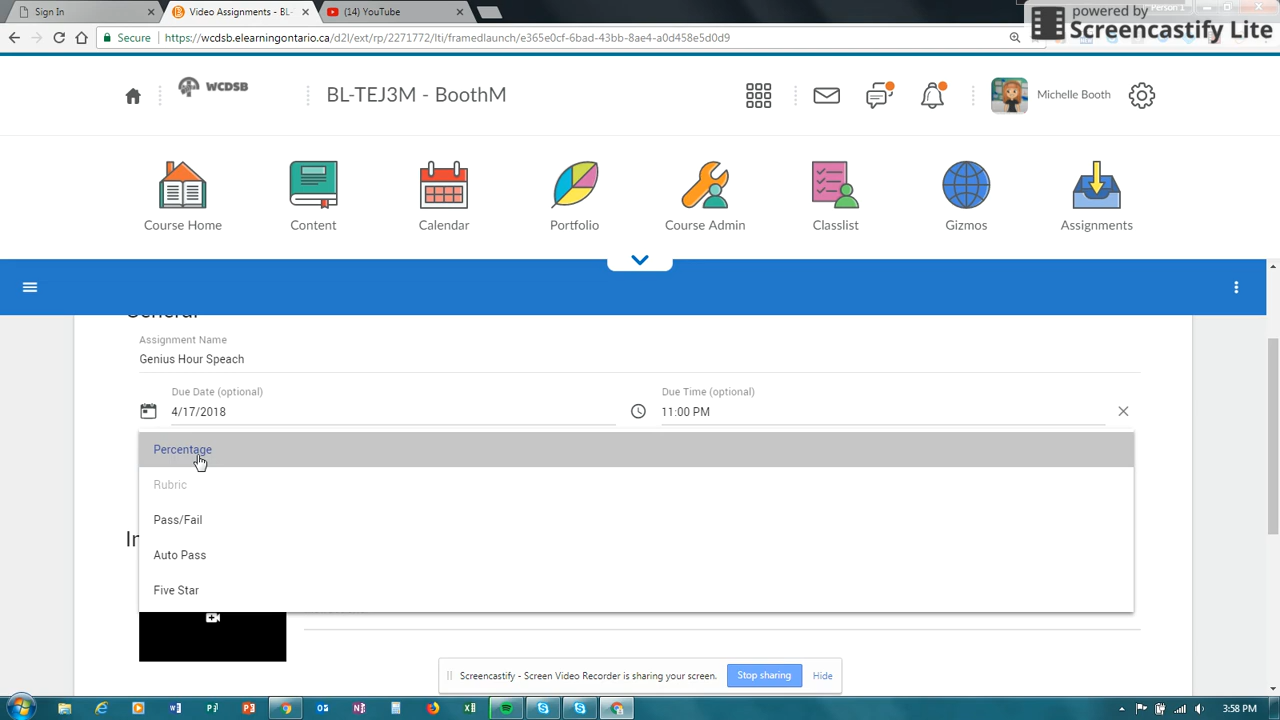 Sign In
Video Assignments - BL-
(14) YouTube
Person 1
powered by
Screencastify Lite
Secure
https://wcdsb.elearningontario.ca/d2l/ext/rp/22717728/framedlaunch/e365e0cf-6bad-43bb-8ae4-a0d458e5d0d9
WCDSB
BL-TEJ3M - BoothM
Michelle Booth
Course Home
Content
Calendar
Portfolio
Course Admin
Classlist
Gizmos
Assignments
General
Assignment Name
Genius Hour Speach
Due Date (optional)
4/17/2018
Due Time (optional)
11:00 PM
Percentage
Rubric
Pass/Fail
In
Auto Pass
Five Star
Screencastify - Screen Video Recorder is sharing your screen.
Stop sharing
Hide
3:58 PM